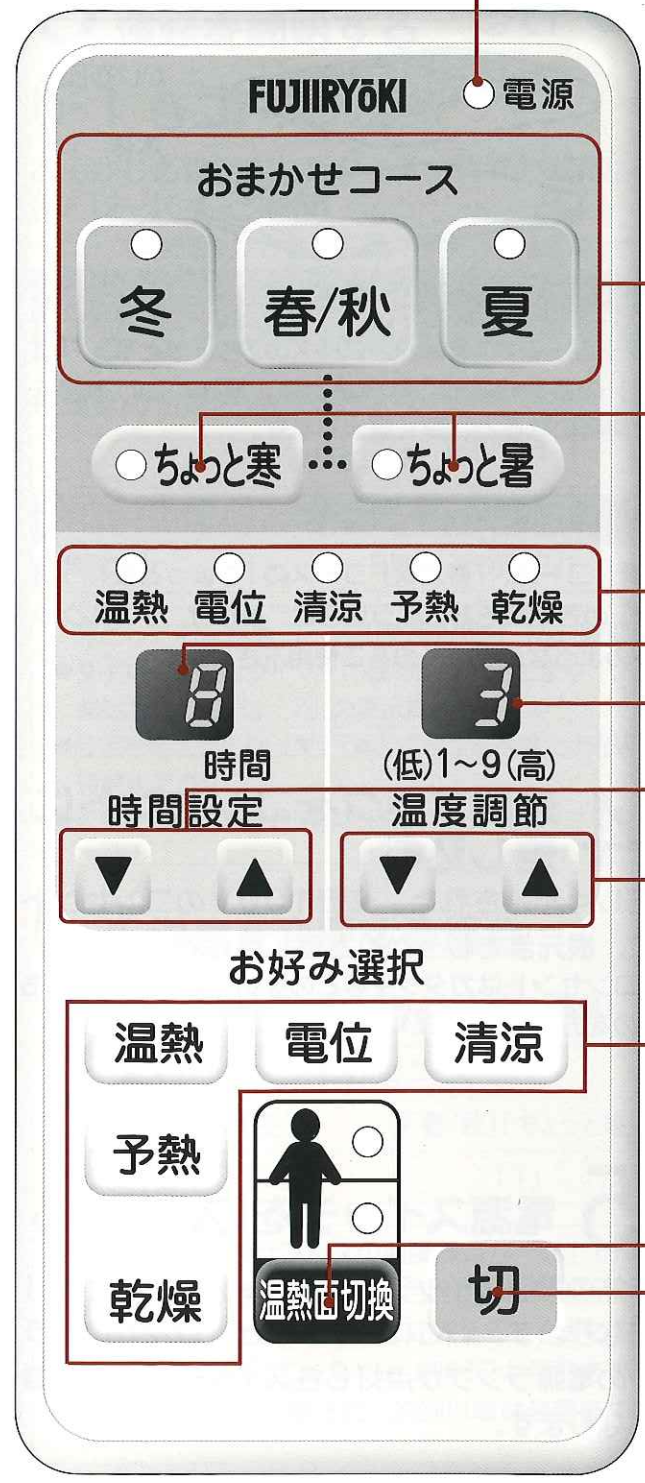 FUJIIRYōKI 電源
おまかせコース
冬 春/秋 夏
ちょっと寒 ちょっと暑
温熱 電位 清涼 予熱 乾燥
8 3
時間 (低)1〜9(高)
時間設定 温度調節
▼ ▲ ▼ ▲
お好み選択
温熱 電位 清涼
予熱
乾燥 温熱面切換 切